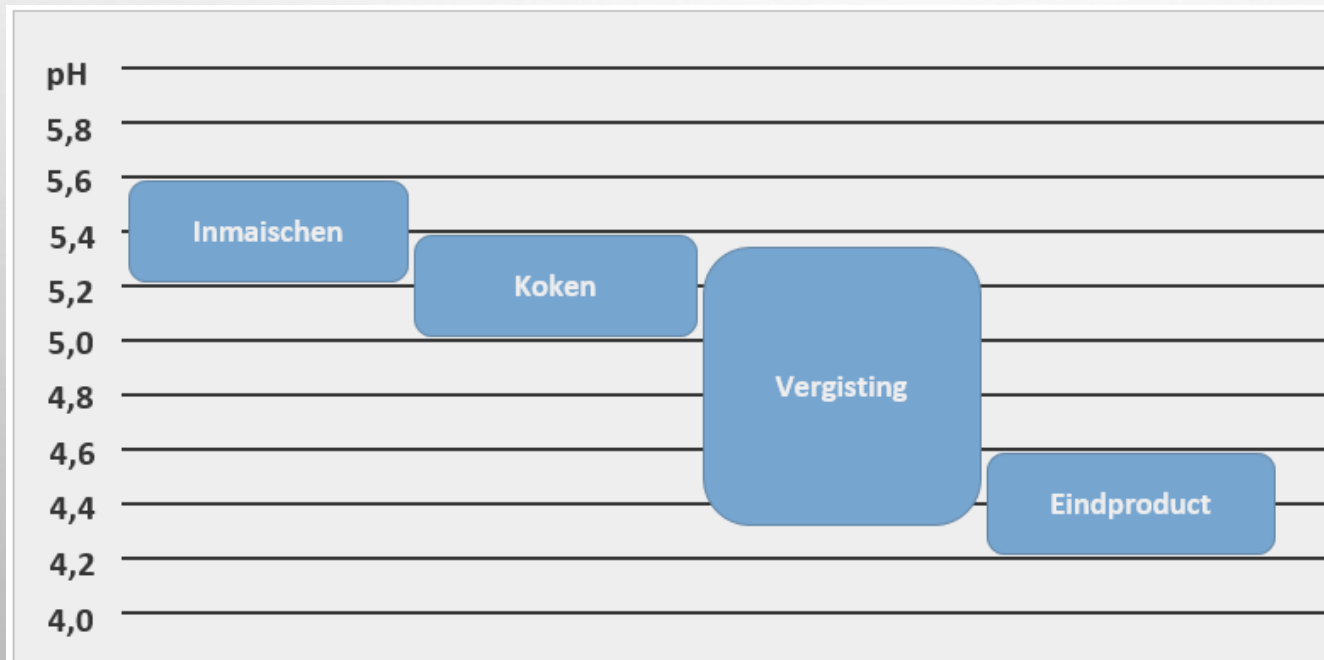 pH
5,8
5,6
Inmaischen
5,4
Koken
5,2
5,0
Vergisting
4,8
4,6
Eindproduct
4,4
4,2
4,0